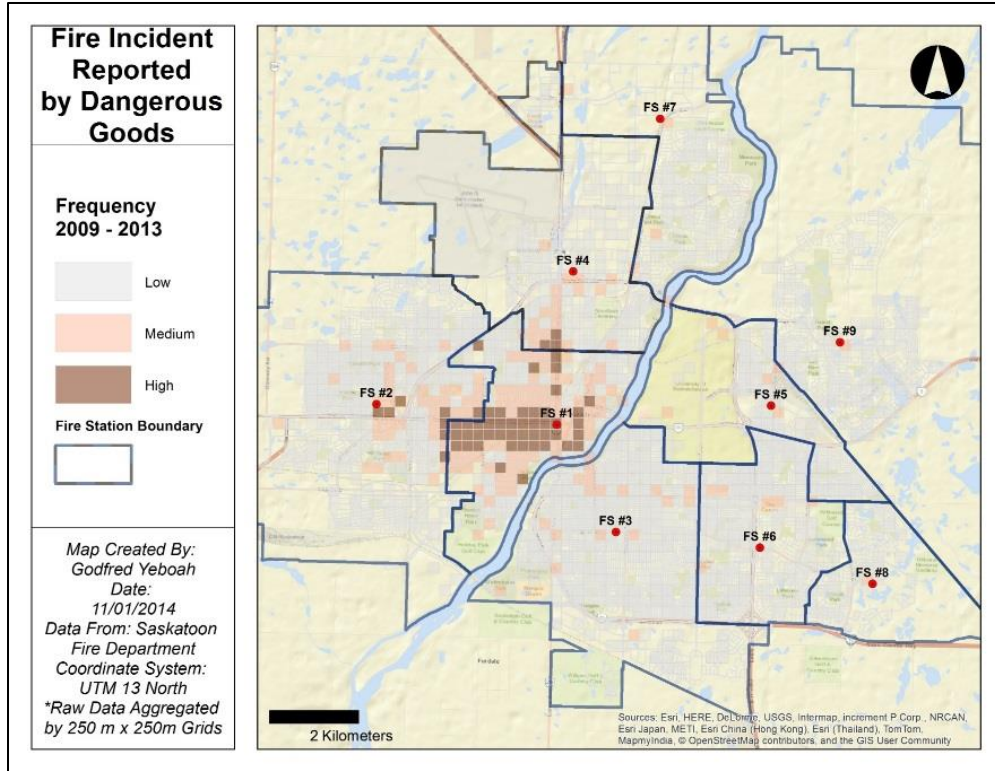 Fire Incident
Reported
by Dangerous
Goods
Frequency
2009 - 2013
Low
Medium
High
Fire Station Boundary
Map Created By:
Godfred Yeboah
Date:
11/01/2014
Data From: Saskatoon
Fire Department
Coordinate System:
UTM 13 North
*Raw Data Aggregated
by 250 m x 250m Grids
FS #7
FS #4
FS #9
FS #2
FS #5
FS #1
FS #3
FS #6
FS #8
2 Kilometers
Sources: Esri, HERE, DeLorme, USGS, Intermap, increment P Corp., NRCAN,
Esri Japan, METI, Esri China (Hong Kong), Esri (Thailand), TomTom,
MapmyIndia, © OpenStreetMap contributors, and the GIS User Community